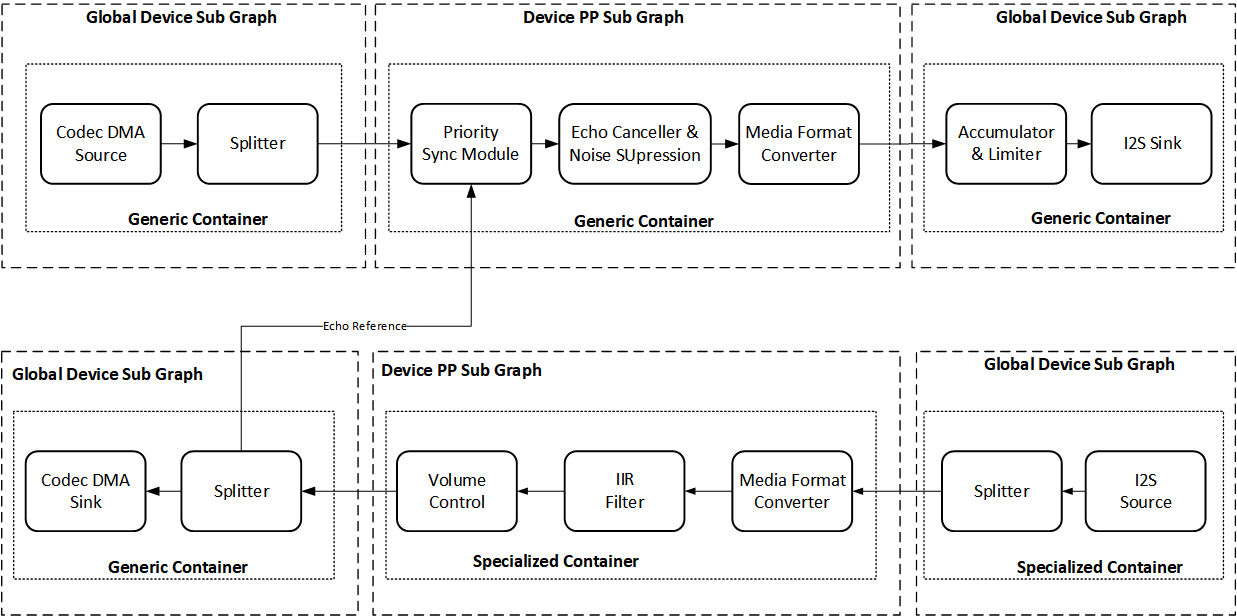 Global Device Sub Graph
Device PP Sub Graph
Global Device Sub Graph
Codec DMA
Source
Splitter
Priority
Sync Module
Echo Canceller &
Noise SUpression
Media Format
Converter
Accumulator
& Limiter
I2S Sink
Generic Container
Generic Container
Generic Container
Echo Reference
Global Device Sub Graph
Device PP Sub Graph
Global Device Sub Graph
Codec DMA
Sink
Splitter
Volume
Control
IIR
Filter
Media Format
Converter
Splitter
I2S
Source
Generic Container
Specialized Container
Specialized Container